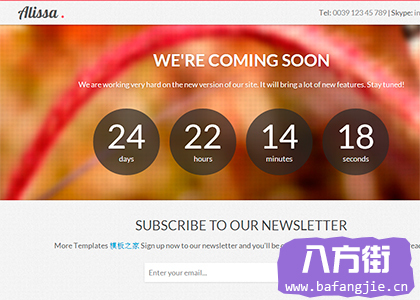 Alissa .
Tel: 0039 123 45 789 | Skype: in
WE'RE COMING SOON
We are working very hard on the new version of our site. It will bring a lot of new features. Stay tuned!
24 22 14 18
days hours minutes seconds
SUBSCRIBE TO OUR NEWSLETTER
More Templates 模板之家 Sign up now to our newsletter and you'll be
Enter your email...
八方街
www.bafangjie.cn